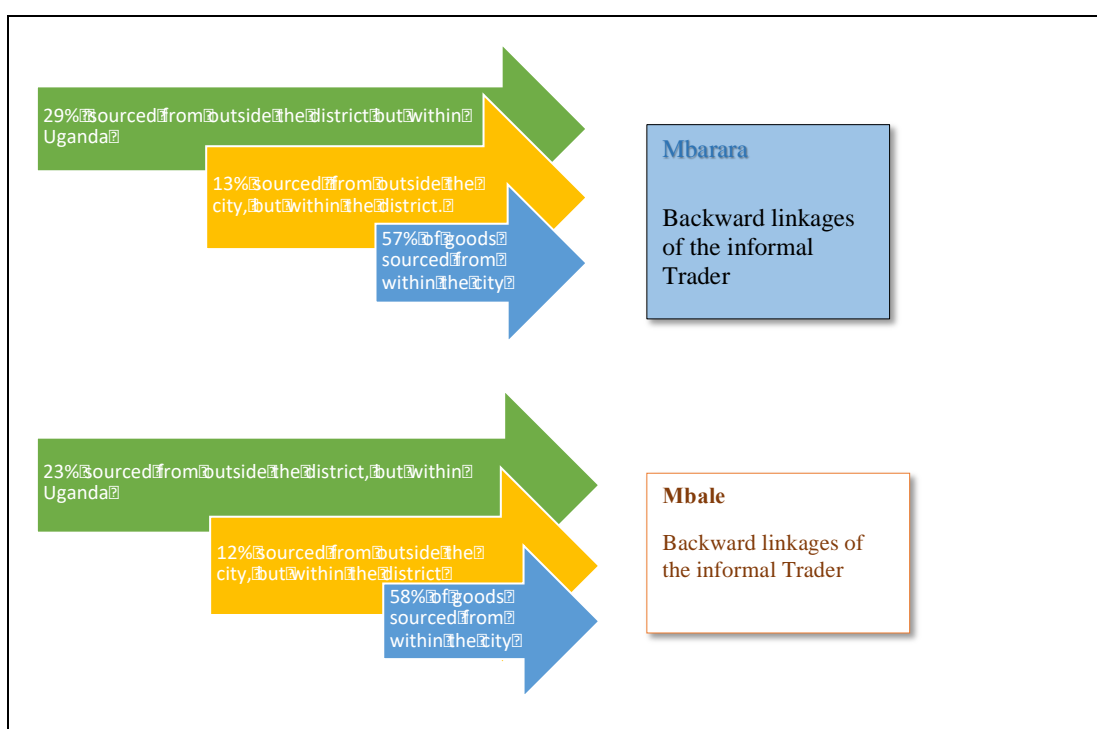 29% sourced from outside the district but within
Uganda
13% sourced from outside the
city, but within the district.
57% of goods
sourced from
within the city
Mbarara
Backward linkages
of the informal
Trader
23% sourced from outside the district, but within
Uganda
12% sourced from outside the
city, but within the district
58% of goods
sourced from
within the city
Mbale
Backward linkages of
the informal Trader